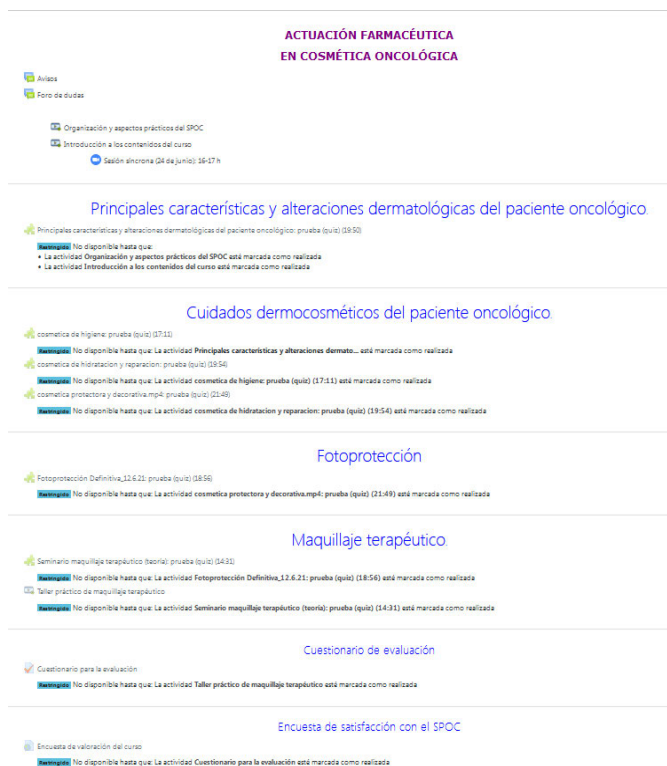 ACTUACIÓN FARMACÉUTICA
EN COSMÉTICA ONCOLÓGICA
Avisos
Foro de dudas
Organización y aspectos prácticos del SPOC
Introducción a los contenidos del curso
Sesión síncrona (24 de junio): 16-17 h
Principales características y alteraciones dermatológicas del paciente oncológico.
Principales características y alteraciones dermatológicas del paciente oncológico: prueba (quiz) (19:50)
Restringido No disponible hasta que:
• La actividad Organización y aspectos prácticos del SPOC esté marcada como realizada
• La actividad Introducción a los contenidos del curso esté marcada como realizada
Cuidados dermocosméticos del paciente oncológico.
cosmetica de higiene: prueba (quiz) (17:11)
Restringido No disponible hasta que: La actividad Principales características y alteraciones dermato... esté marcada como realizada
cosmetica de hidratacion y reparacion: prueba (quiz) (19:54)
Restringido No disponible hasta que: La actividad cosmetica de higiene: prueba (quiz) (17:11) esté marcada como realizada
cosmetica protectora y decorativa.mp4: prueba (quiz) (21:49)
Restringido No disponible hasta que: La actividad cosmetica de hidratacion y reparacion: prueba (quiz) (19:54) esté marcada como realizada
Fotoprotección
Fotoprotección Definitiva_12.6.21: prueba (quiz) (18:56)
Restringido No disponible hasta que: La actividad cosmetica protectora y decorativa.mp4: prueba (quiz) (21:49) esté marcada como realizada
Maquillaje terapéutico.
Seminario maquillaje terapéutico (teoría): prueba (quiz) (14:31)
Restringido No disponible hasta que: La actividad Fotoprotección Definitiva_12.6.21: prueba (quiz) (18:56) esté marcada como realizada
Taller práctico de maquillaje terapéutico
Restringido No disponible hasta que: La actividad Seminario maquillaje terapéutico (teoría): prueba (quiz) (14:31) esté marcada como realizada
Cuestionario de evaluación
Cuestionario para la evaluación
Restringido No disponible hasta que: La actividad Taller práctico de maquillaje terapéutico esté marcada como realizada
Encuesta de satisfacción con el SPOC
Encuesta de valoración del curso
Restringido No disponible hasta que: La actividad Cuestionario para la evaluación esté marcada como realizada